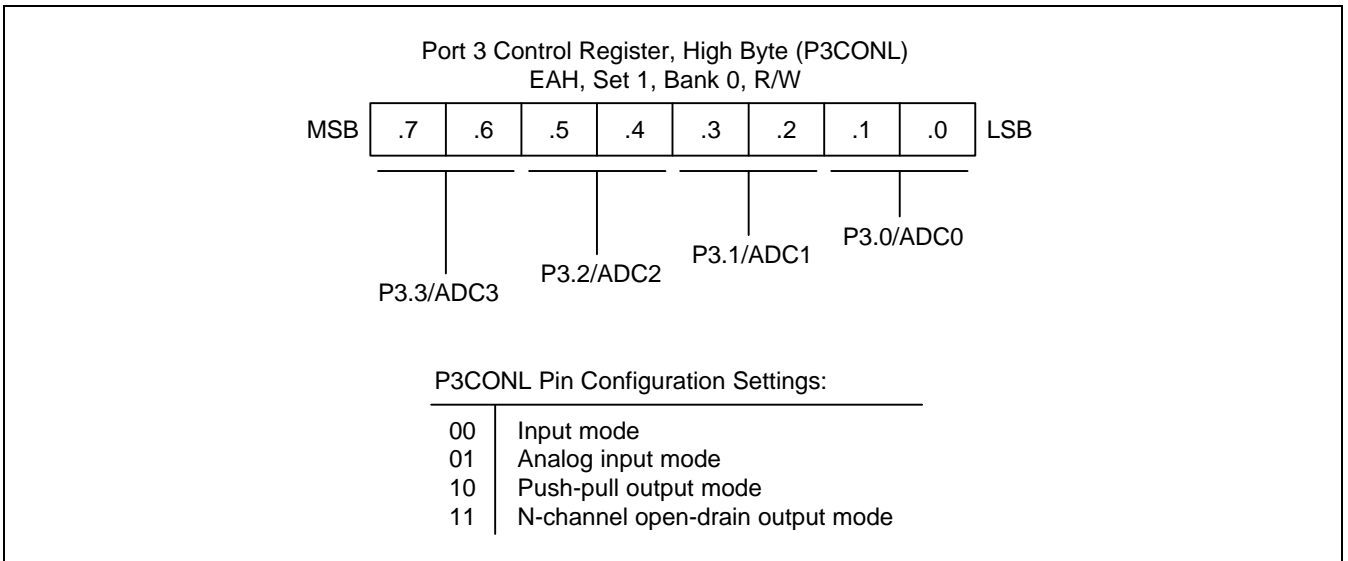 Port 3 Control Register, High Byte (P3CONL)
EAH, Set 1, Bank 0, R/W
MSB .7 .6 .5 .4 .3 .2 .1 .0 LSB
P3.0/ADC0
P3.1/ADC1
P3.2/ADC2
P3.3/ADC3
P3CONL Pin Configuration Settings:
00 Input mode
01 Analog input mode
10 Push-pull output mode
11 N-channel open-drain output mode